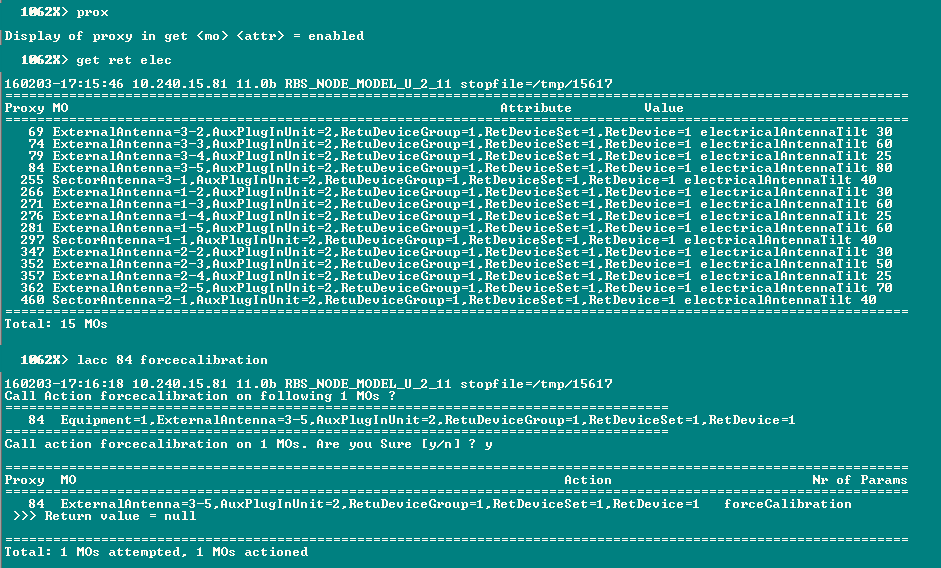 1062X> prox
Display of proxy in get <mo> <attr> = enabled
1062X> get ret elec
160203-17:15:46 10.240.15.81 11.0b RBS_NODE_MODEL_U_2_11 stopfile=/tmp/15617
=================================================================================================================
Proxy MO Attribute Value
=================================================================================================================
69 ExternalAntenna=3-2,AuxPlugInUnit=2,RetuDeviceGroup=1,RetDeviceSet=1,RetDevice=1 electricalAntennaTilt 30
74 ExternalAntenna=3-3,AuxPlugInUnit=2,RetuDeviceGroup=1,RetDeviceSet=1,RetDevice=1 electricalAntennaTilt 60
79 ExternalAntenna=3-4,AuxPlugInUnit=2,RetuDeviceGroup=1,RetDeviceSet=1,RetDevice=1 electricalAntennaTilt 25
84 ExternalAntenna=3-5,AuxPlugInUnit=2,RetuDeviceGroup=1,RetDeviceSet=1,RetDevice=1 electricalAntennaTilt 80
255 SectorAntenna=3-1,AuxPlugInUnit=2,RetuDeviceGroup=1,RetDeviceSet=1,RetDevice=1 electricalAntennaTilt 40
266 ExternalAntenna=1-2,AuxPlugInUnit=2,RetuDeviceGroup=1,RetDeviceSet=1,RetDevice=1 electricalAntennaTilt 30
271 ExternalAntenna=1-3,AuxPlugInUnit=2,RetuDeviceGroup=1,RetDeviceSet=1,RetDevice=1 electricalAntennaTilt 60
276 ExternalAntenna=1-4,AuxPlugInUnit=2,RetuDeviceGroup=1,RetDeviceSet=1,RetDevice=1 electricalAntennaTilt 25
281 ExternalAntenna=1-5,AuxPlugInUnit=2,RetuDeviceGroup=1,RetDeviceSet=1,RetDevice=1 electricalAntennaTilt 60
297 SectorAntenna=1-1,AuxPlugInUnit=2,RetuDeviceGroup=1,RetDeviceSet=1,RetDevice=1 electricalAntennaTilt 40
347 ExternalAntenna=2-2,AuxPlugInUnit=2,RetuDeviceGroup=1,RetDeviceSet=1,RetDevice=1 electricalAntennaTilt 30
352 ExternalAntenna=2-3,AuxPlugInUnit=2,RetuDeviceGroup=1,RetDeviceSet=1,RetDevice=1 electricalAntennaTilt 50
357 ExternalAntenna=2-4,AuxPlugInUnit=2,RetuDeviceGroup=1,RetDeviceSet=1,RetDevice=1 electricalAntennaTilt 25
362 ExternalAntenna=2-5,AuxPlugInUnit=2,RetuDeviceGroup=1,RetDeviceSet=1,RetDevice=1 electricalAntennaTilt 70
460 SectorAntenna=2-1,AuxPlugInUnit=2,RetuDeviceGroup=1,RetDeviceSet=1,RetDevice=1 electricalAntennaTilt 40
=================================================================================================================
Total: 15 MOs
1062X> lacc 84 forcecalibration
160203-17:16:18 10.240.15.81 11.0b RBS_NODE_MODEL_U_2_11 stopfile=/tmp/15617
Call Action forcecalibration on following 1 MOs ?
===================================================================================
84 Equipment=1,ExternalAntenna=3-5,AuxPlugInUnit=2,RetuDeviceGroup=1,RetDeviceSet=1,RetDevice=1
===================================================================================
Call action forcecalibration on 1 MOs. Are you Sure [y/n] ? y
=================================================================================================================
Proxy MO Action Nr of Params
=================================================================================================================
84 ExternalAntenna=3-5,AuxPlugInUnit=2,RetuDeviceGroup=1,RetDeviceSet=1,RetDevice=1 forceCalibration
>>> Return value = null
=================================================================================================================
Total: 1 MOs attempted, 1 MOs actioned